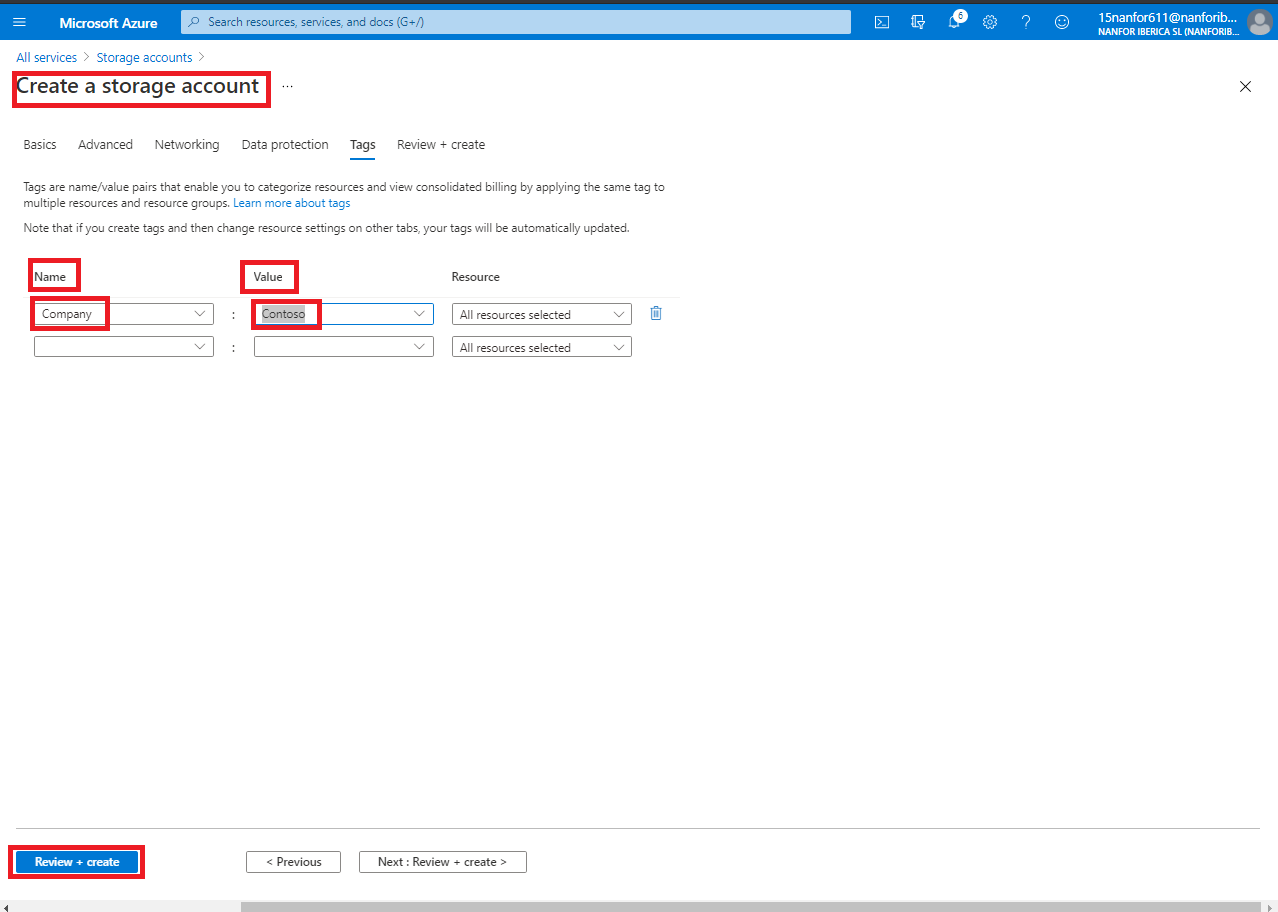 Microsoft Azure
Search resources, services, and docs (G+/)
6
15nanfor611@nanforib...
NANFOR IBERICA SL (NANFORIB...
All services > Storage accounts >
Create a storage account ...
Basics Advanced Networking Data protection Tags Review + create
Tags are name/value pairs that enable you to categorize resources and view consolidated billing by applying the same tag to
multiple resources and resource groups. Learn more about tags
Note that if you create tags and then change resource settings on other tabs, your tags will be automatically updated.
Name Value Resource
Company : Contoso All resources selected
: All resources selected
Review + create < Previous Next : Review + create >